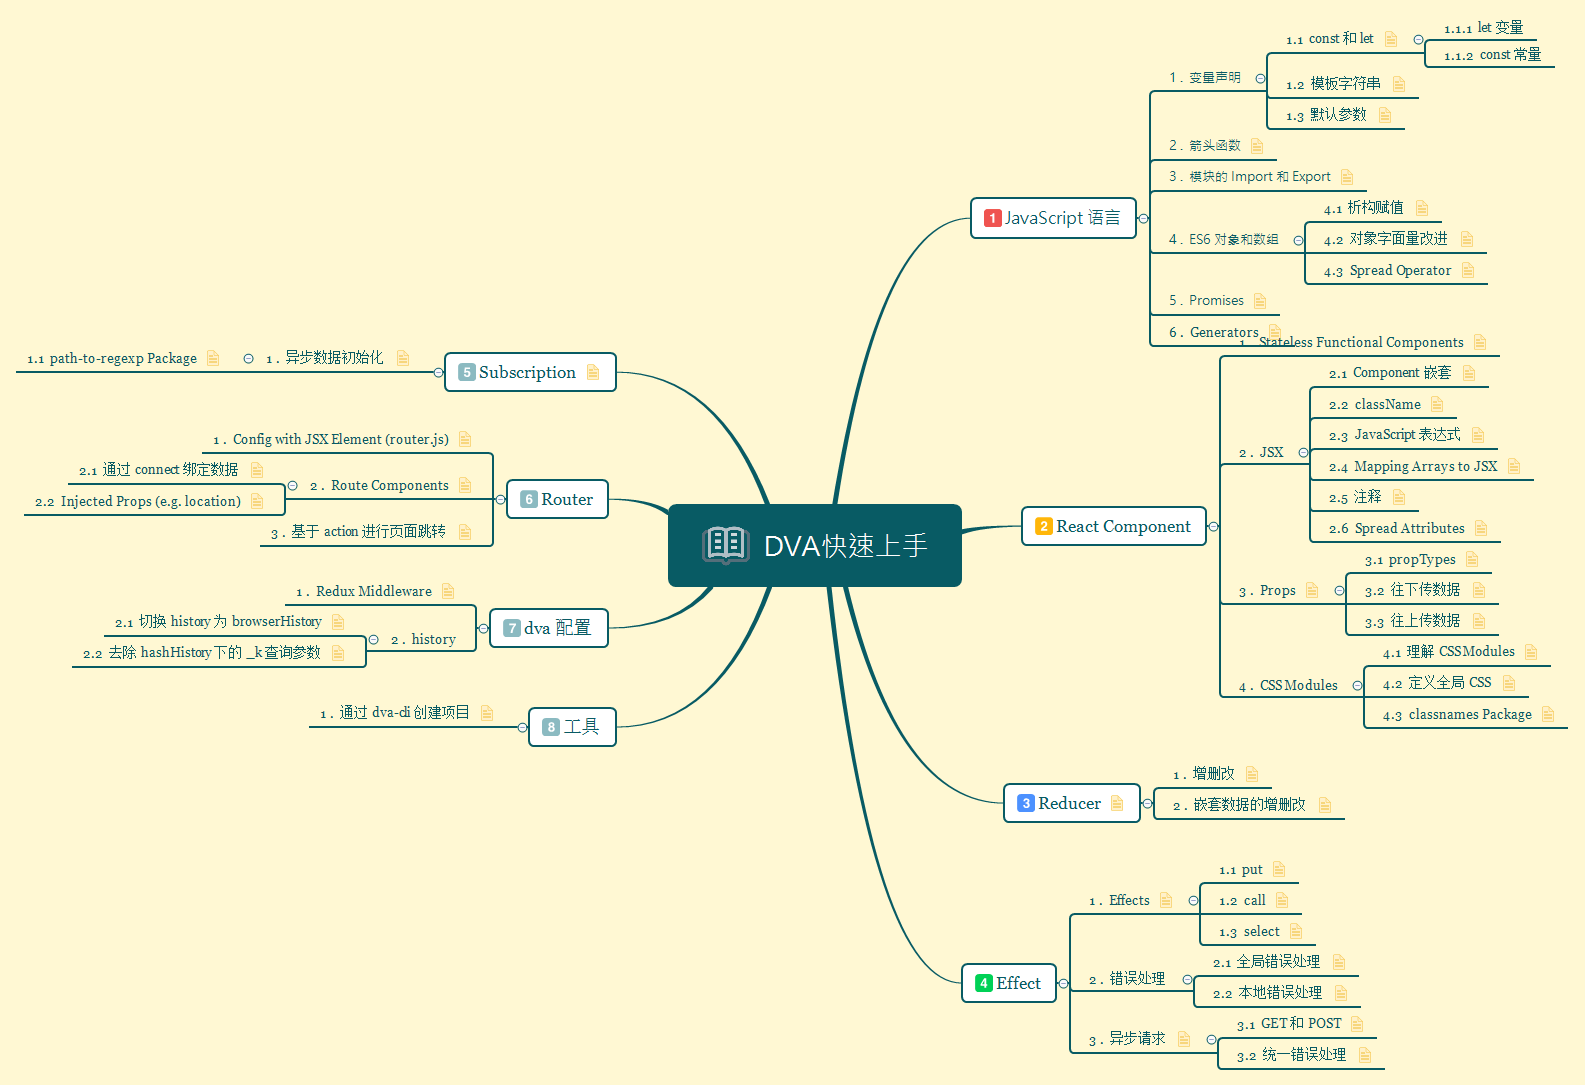 DVA快速上手
1 JavaScript 语言
1 . 变量声明
1.1 const 和 let
1.1.1 let 变量
1.1.2 const 常量
1.2 模板字符串
1.3 默认参数
2 . 箭头函数
3 . 模块的 Import 和 Export
4 . ES6 对象和数组
4.1 析构赋值
4.2 对象字面量改进
4.3 Spread Operator
5 . Promises
6 . Generators
2 React Component
1 . Stateless Functional Components
2 . JSX
2.1 Component 嵌套
2.2 className
2.3 JavaScript 表达式
2.4 Mapping Arrays to JSX
2.5 注释
2.6 Spread Attributes
3 . Props
3.1 propTypes
3.2 往下传数据
3.3 往上传数据
4 . CSS Modules
4.1 理解 CSS Modules
4.2 定义全局 CSS
4.3 classnames Package
3 Reducer
1 . 增删改
2 . 嵌套数据的增删改
4 Effect
1 . Effects
1.1 put
1.2 call
1.3 select
2 . 错误处理
2.1 全局错误处理
2.2 本地错误处理
3 . 异步请求
3.1 GET 和 POST
3.2 统一错误处理
5 Subscription
1 . 异步数据初始化
1.1 path-to-regexp Package
6 Router
1 . Config with JSX Element (router.js)
2 . Route Components
2.1 通过 connect 绑定数据
2.2 Injected Props (e.g. location)
3 . 基于 action 进行页面跳转
7 dva 配置
1 . Redux Middleware
2 . history
2.1 切换 history 为 browserHistory
2.2 去除 hashHistory 下的 _k 查询参数
8 工具
1 . 通过 dva-cli 创建项目